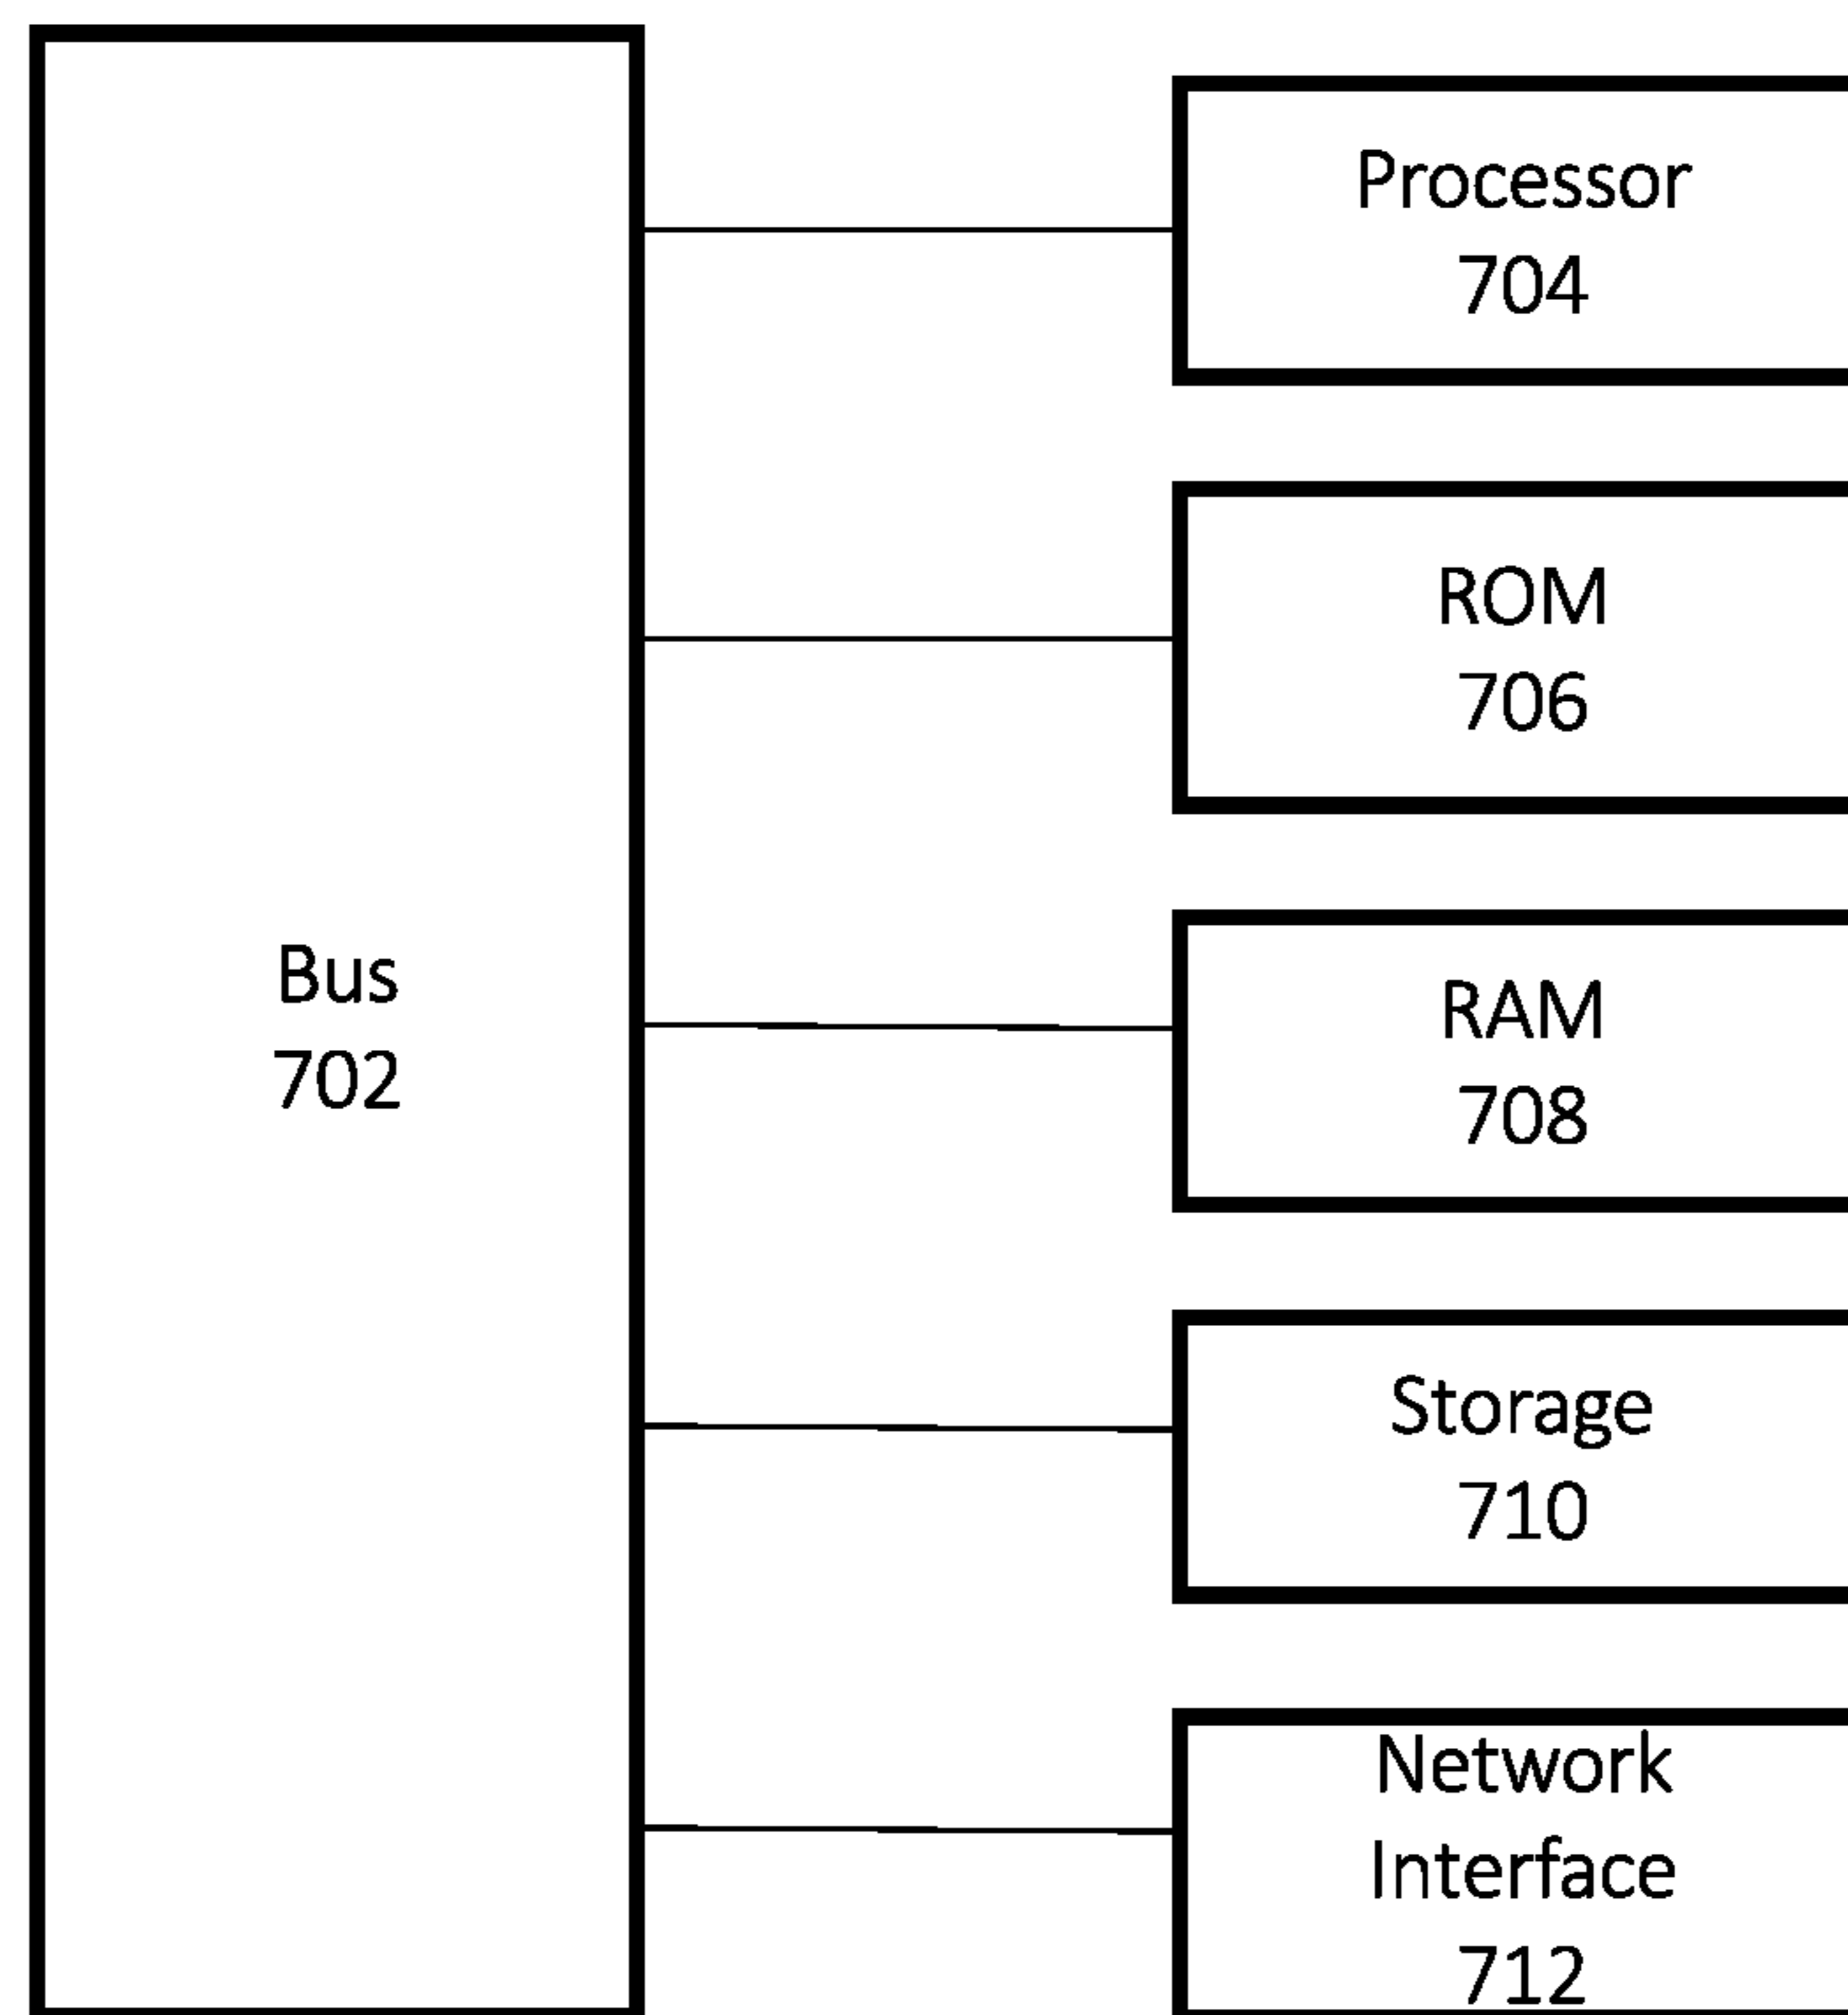 Bus
702
Processor
704
ROM
706
RAM
708
Storage
710
Network
Interface
712